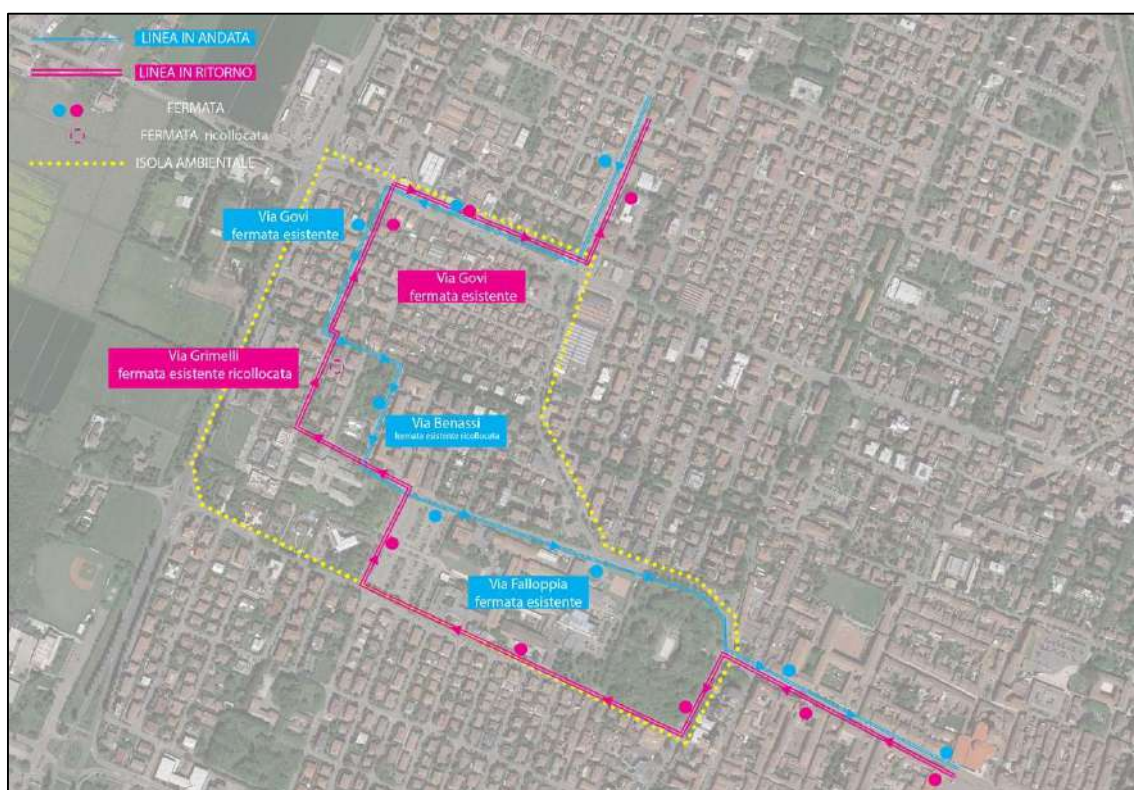 LINEA IN ANDATA
LINEA IN RITORNO
FERMATA
FERMATA ricollocata
ISOLA AMBIENTALE
Via Govi
fermata esistente
Via Govi
fermata esistente
Via Grimelli
fermata esistente ricollocata
Via Benassi
fermata esistente ricollocata
Via Falloppia
fermata esistente